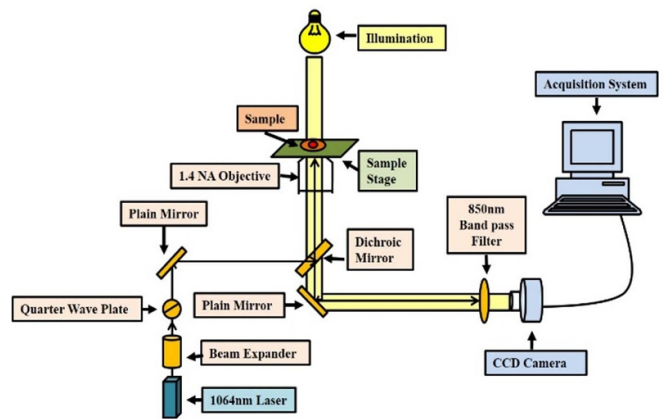 Illumination
Acquisition System
Sample
1.4 NA Objective
Sample
Stage
Plain Mirror
850nm
Band pass
Filter
Dichroic
Mirror
Quarter Wave Plate
Plain Mirror
Beam Expander
CCD Camera
1064nm Laser